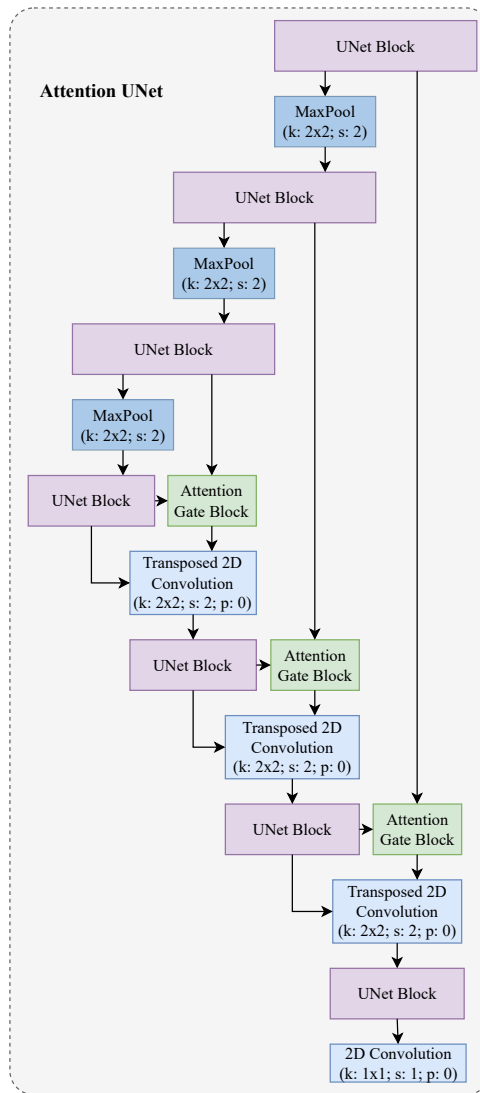 UNet Block
Attention UNet
MaxPool
(k: 2x2; s: 2)
UNet Block
MaxPool
(k: 2x2; s: 2)
UNet Block
MaxPool
(k: 2x2; s: 2)
UNet Block
Attention
Gate Block
Transposed 2D
Convolution
(k: 2x2; s: 2; p: 0)
UNet Block
Attention
Gate Block
Transposed 2D
Convolution
(k: 2x2; s: 2; p: 0)
UNet Block
Attention
Gate Block
Transposed 2D
Convolution
(k: 2x2; s: 2; p: 0)
UNet Block
2D Convolution
(k: 1x1; s: 1; p: 0)